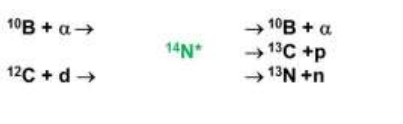 ¹⁰B + α → → ¹⁰B + α
¹⁴N* → ¹³C +p
¹²C + d → → ¹³N +n